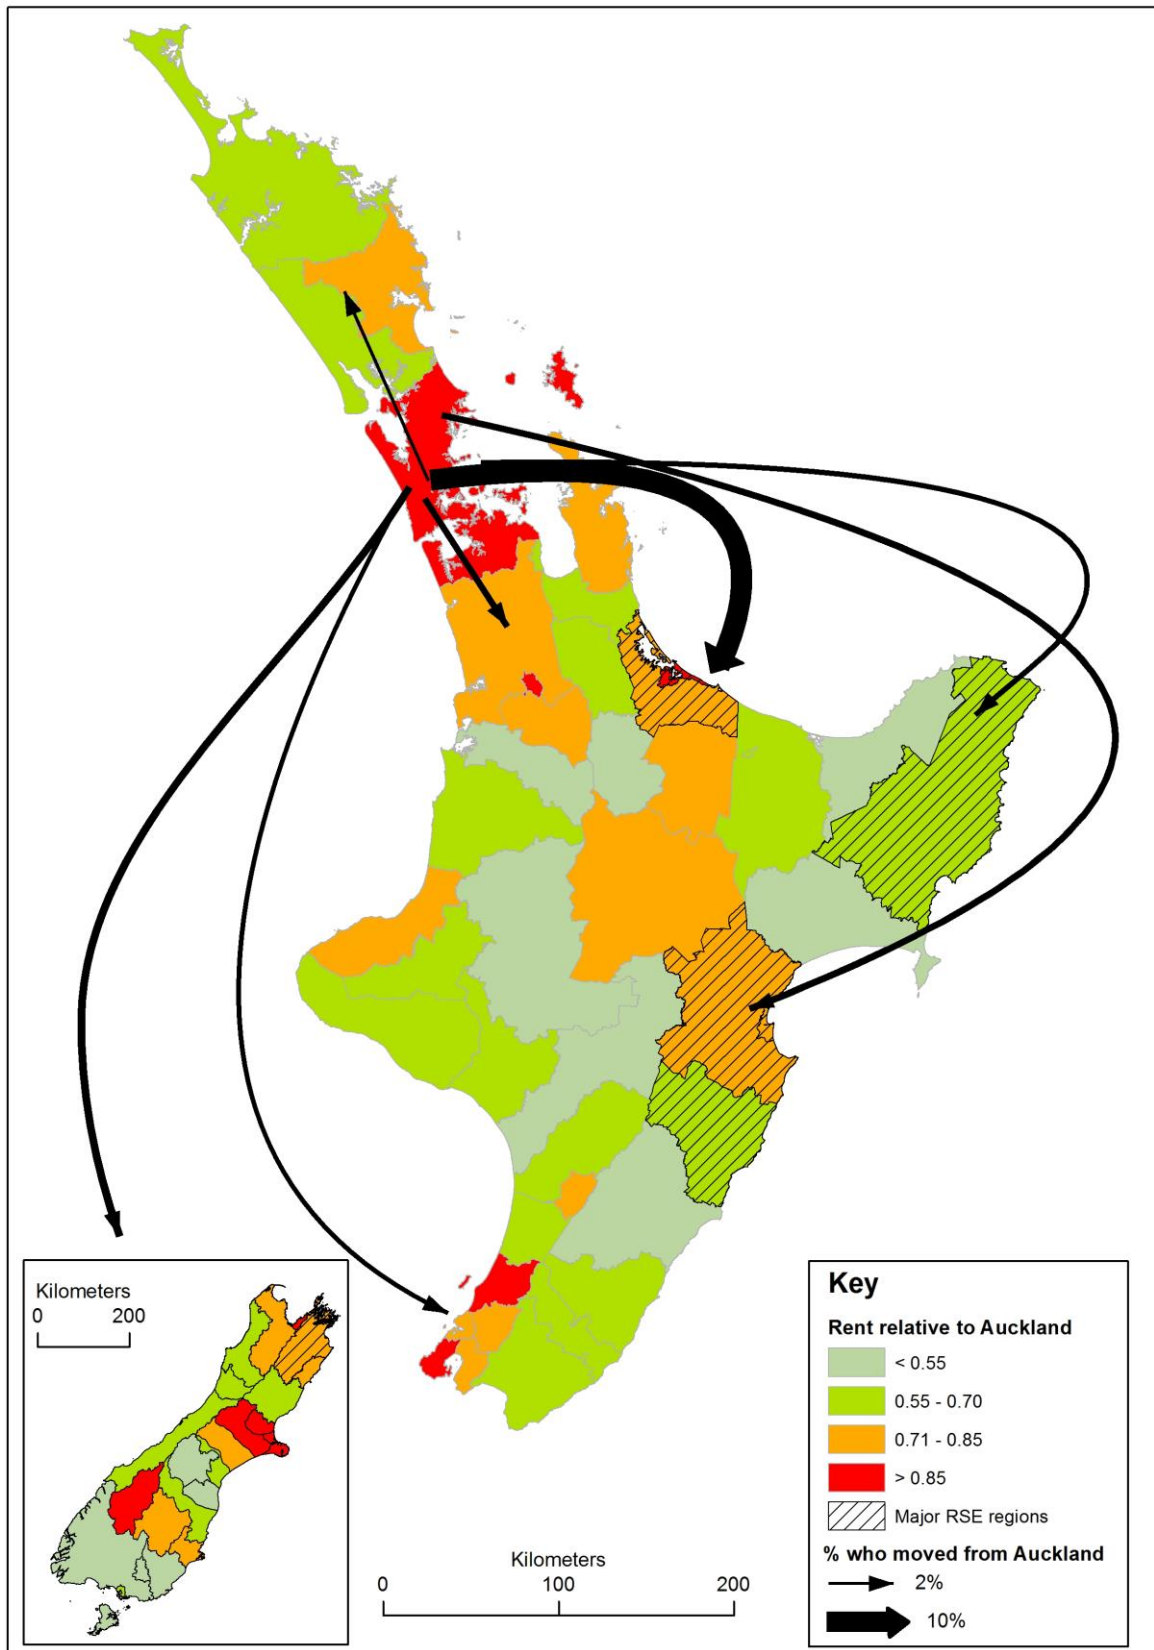 Kilometers
0 200
Kilometers
0 100 200
Key
Rent relative to Auckland
< 0.55
0.55 - 0.70
0.71 - 0.85
> 0.85
Major RSE regions
% who moved from Auckland
2%
10%